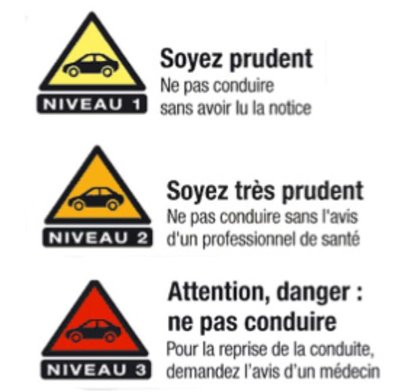 Soyez prudent
Ne pas conduire
sans avoir lu la notice
NIVEAU 1
Soyez très prudent
Ne pas conduire sans l'avis
d'un professionnel de santé
NIVEAU 2
Attention, danger :
ne pas conduire
Pour la reprise de la conduite,
demandez l'avis d'un médecin
NIVEAU 3